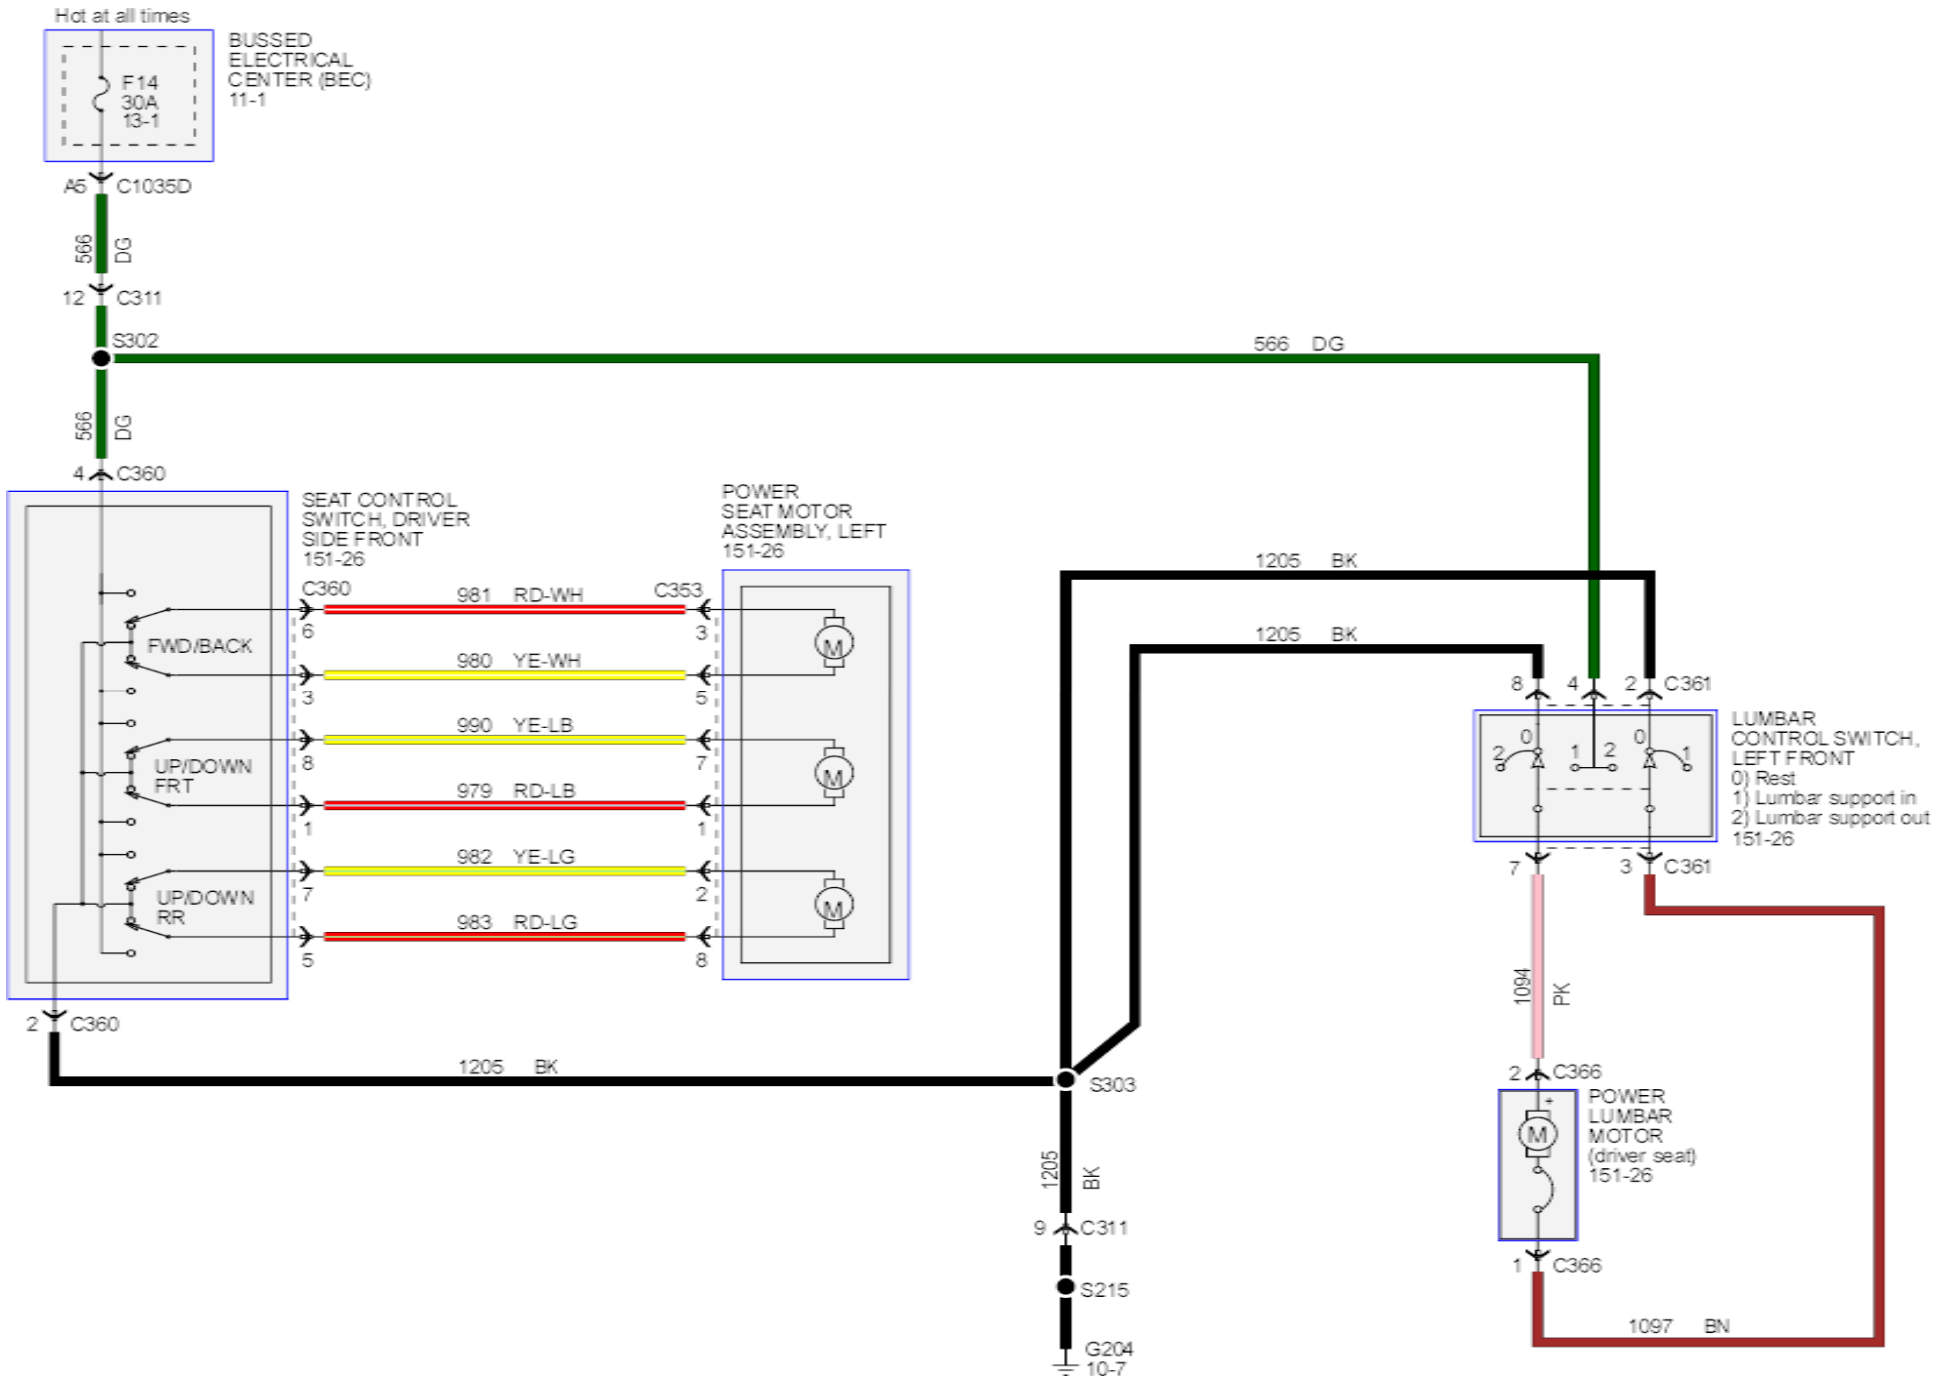 Hot at all times
BUSSED
ELECTRICAL
CENTER (BEC)
11-1
F14
30A
13-1
A5 C1035D
566 DG
12 C311
S302
566 DG
566 DG
4 C360
SEAT CONTROL
SWITCH, DRIVER
SIDE FRONT
151-26
POWER
SEAT MOTOR
ASSEMBLY, LEFT
151-26
C360
981 RD-WH
C353
6
3
FWD/BACK
M
980 YE-WH
3
5
990 YE-LB
8
7
UP/DOWN
FRT
M
979 RD-LB
1
1
982 YE-LG
7
2
UP/DOWN
RR
M
983 RD-LG
5
8
2 C360
1205 BK
S303
1205 BK
1205 BK
8 4 2 C361
0 0
2 1 2 1
LUMBAR
CONTROL SWITCH,
LEFT FRONT
0) Rest
1) Lumbar support in
2) Lumbar support out
151-26
7 3 C361
1094 PK
2 C366
+
M
POWER
LUMBAR
MOTOR
(driver seat)
151-26
1 C366
1097 BN
1205 BK
9 C311
S215
G204
10-7